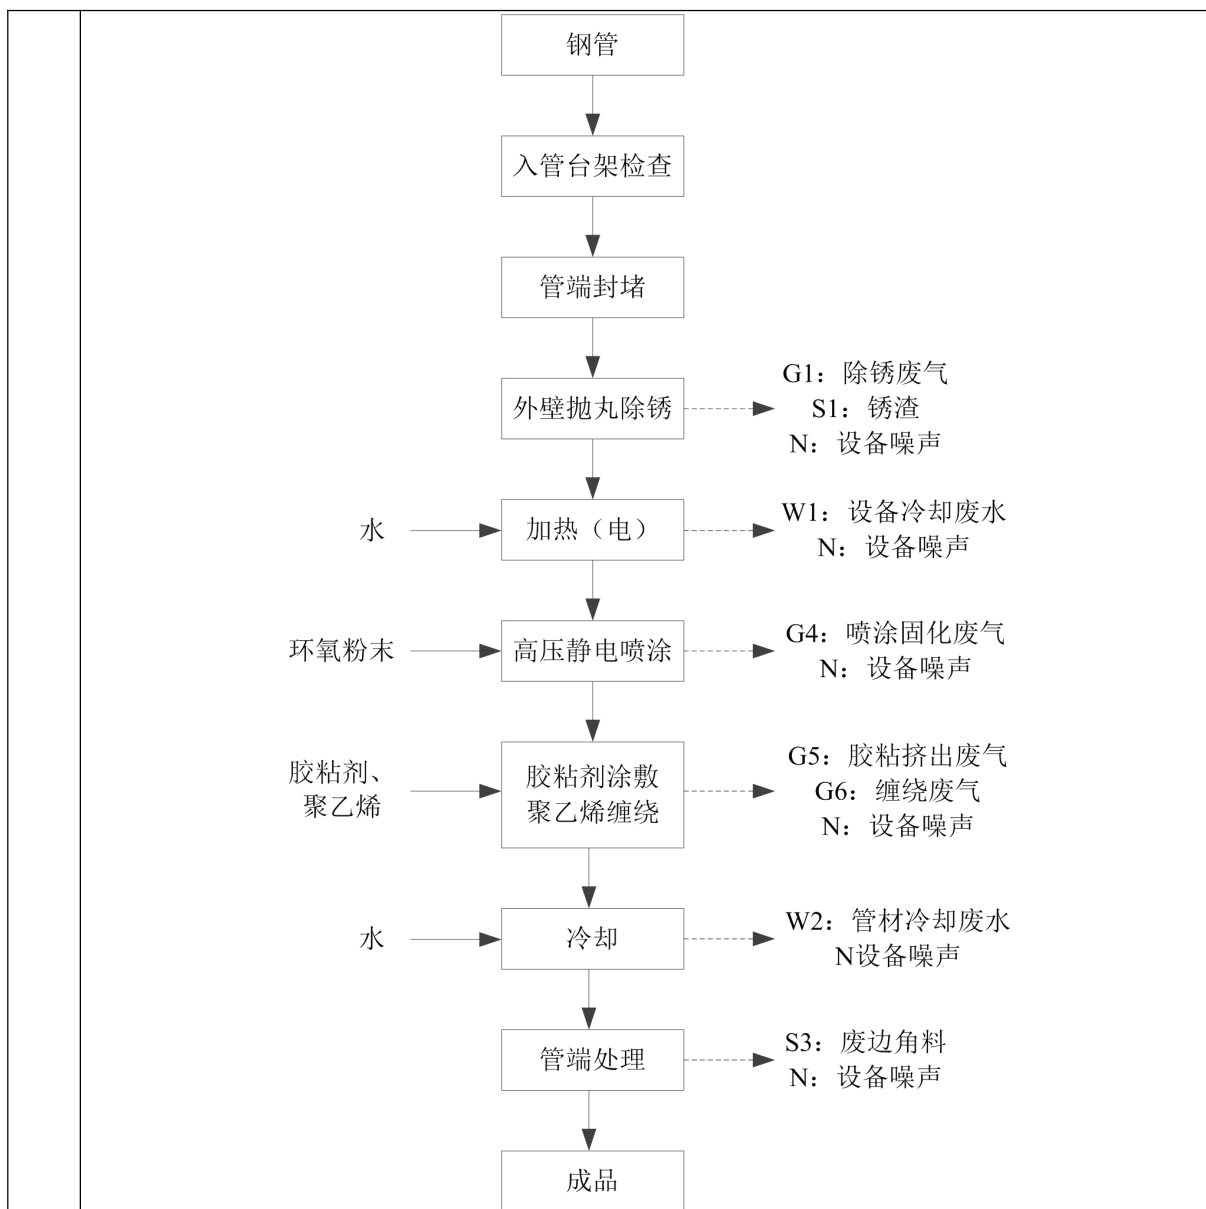 钢管
入管台架检查
管端封堵
外壁抛丸除锈
G1：除锈废气
S1：锈渣
N：设备噪声
水
加热（电）
W1：设备冷却废水
N：设备噪声
环氧粉末
高压静电喷涂
G4：喷涂固化废气
N：设备噪声
胶粘剂、
聚乙烯
胶粘剂涂敷
聚乙烯缠绕
G5：胶粘挤出废气
G6：缠绕废气
N：设备噪声
水
冷却
W2：管材冷却废水
N设备噪声
管端处理
S3：废边角料
N：设备噪声
成品